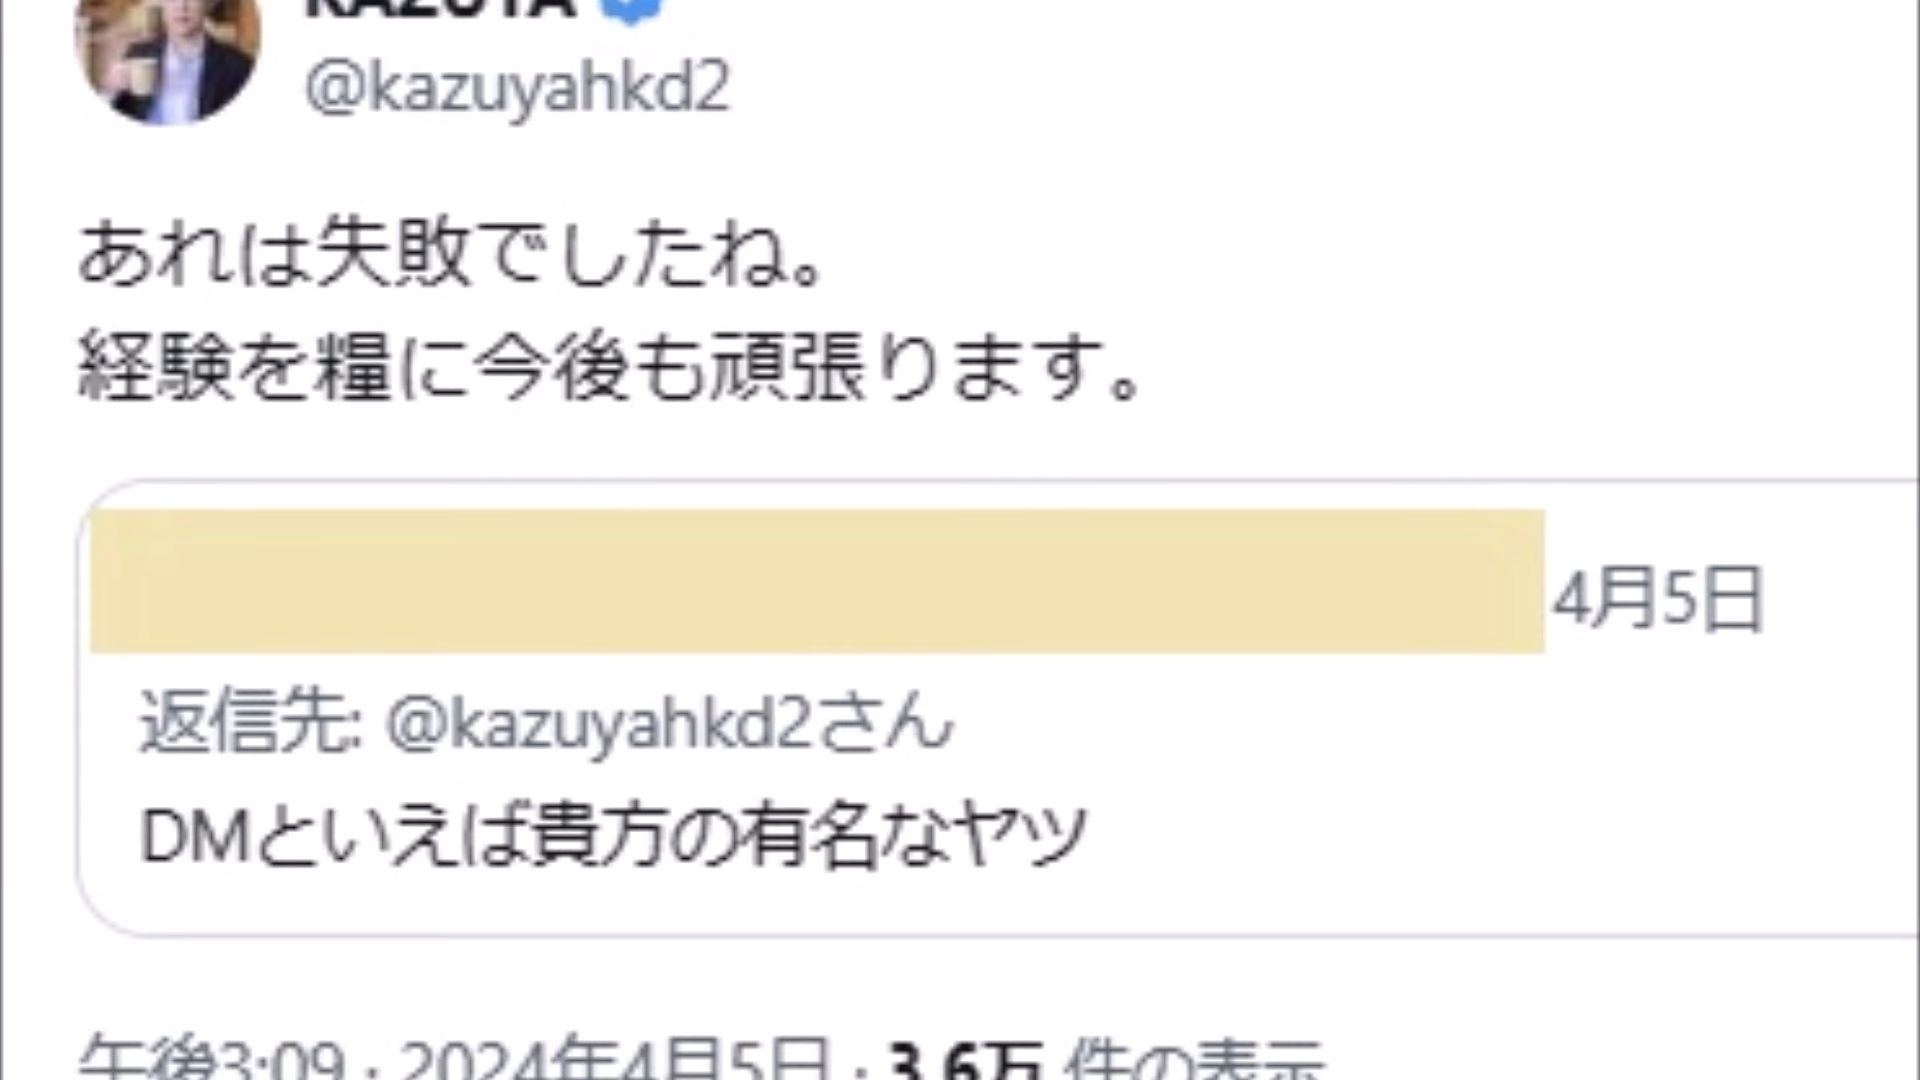 KAZUYA
@kazuyahkd2
あれは失敗でしたね。
経験を糧に今後も頑張ります。
4月5日
返信先: @kazuyahkd2さん
DMといえば貴方の有名なヤツ
午後3:09 · 2024年4月5日 · 3.6万 件の表示